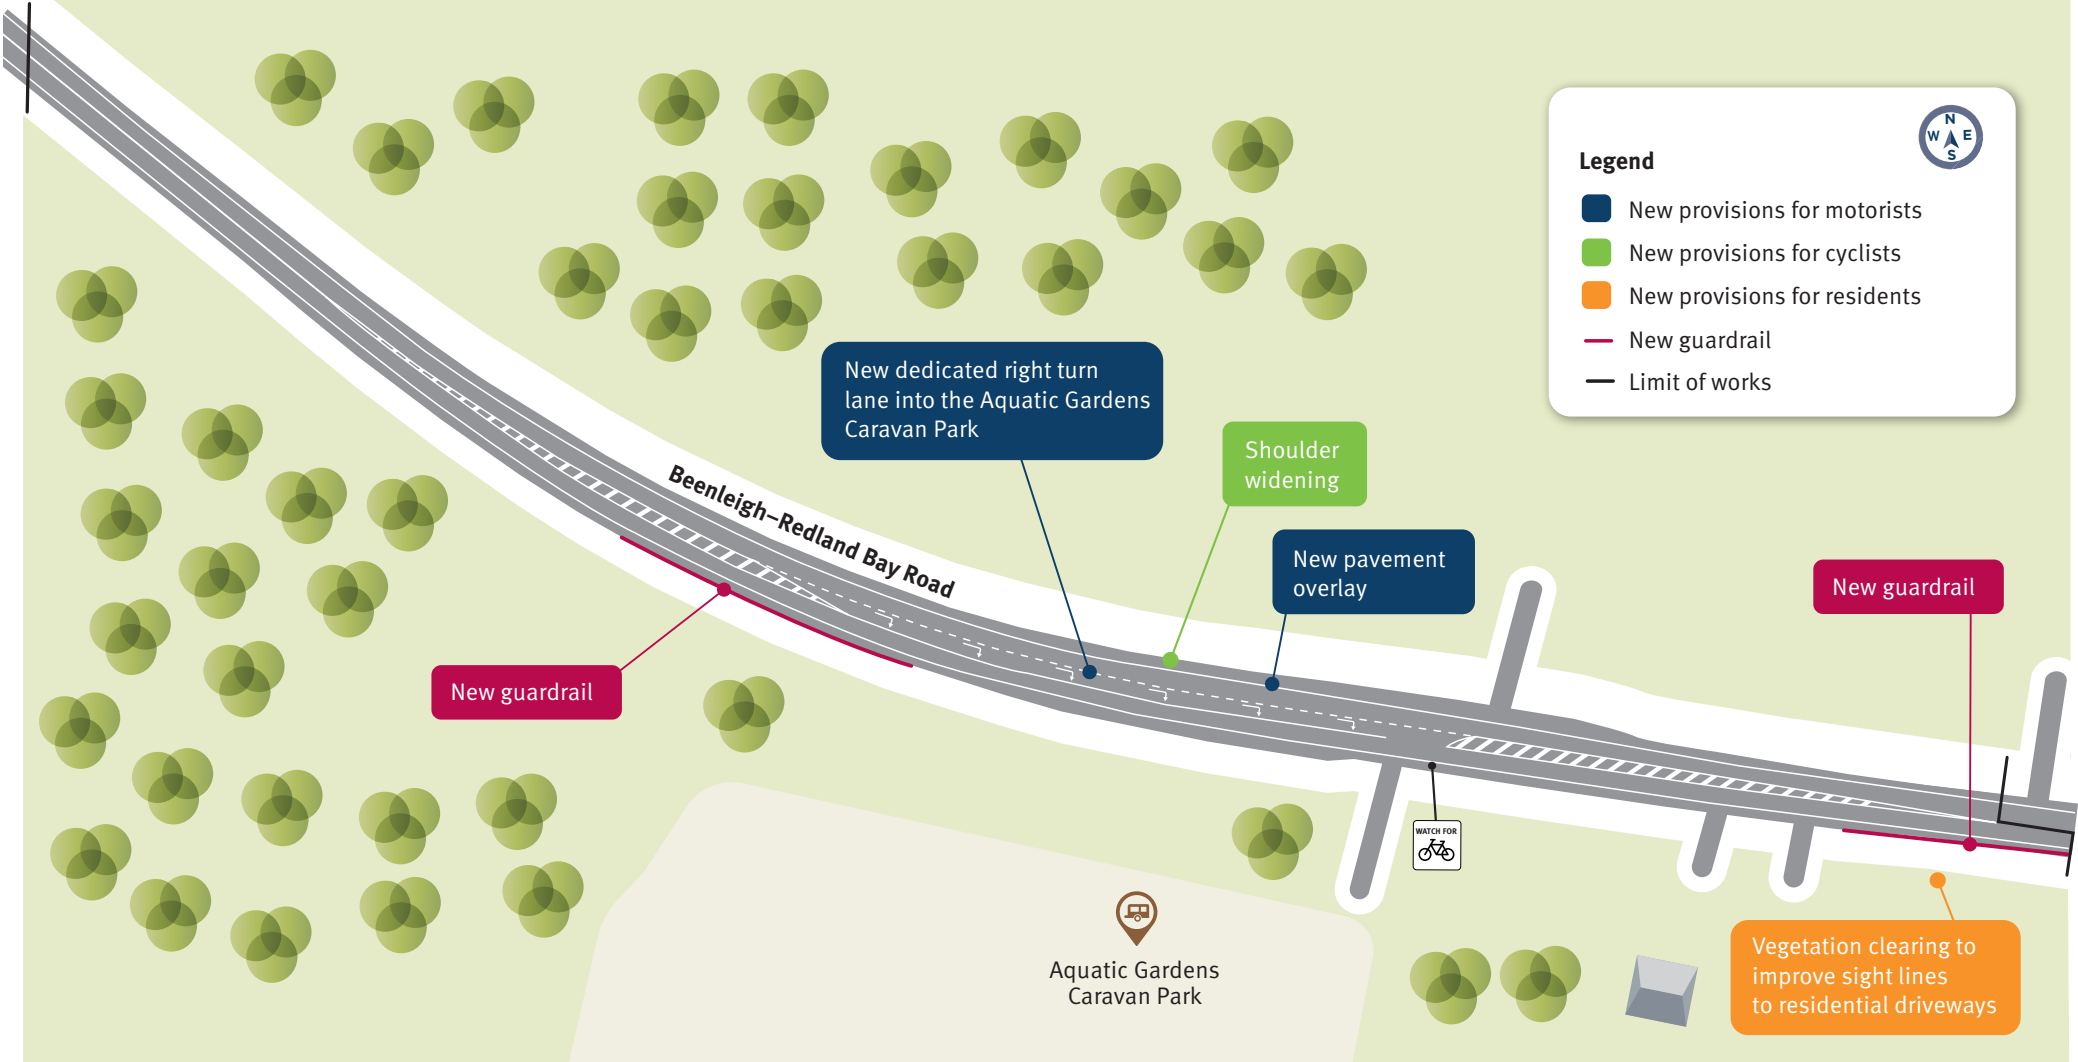 N
W E
S
Legend
New provisions for motorists
New provisions for cyclists
New provisions for residents
New guardrail
Limit of works
New dedicated right turn
lane into the Aquatic Gardens
Caravan Park
Shoulder
widening
Beenleigh–Redland Bay Road
New pavement
overlay
New guardrail
New guardrail
WATCH FOR
Aquatic Gardens
Caravan Park
Vegetation clearing to
improve sight lines
to residential driveways